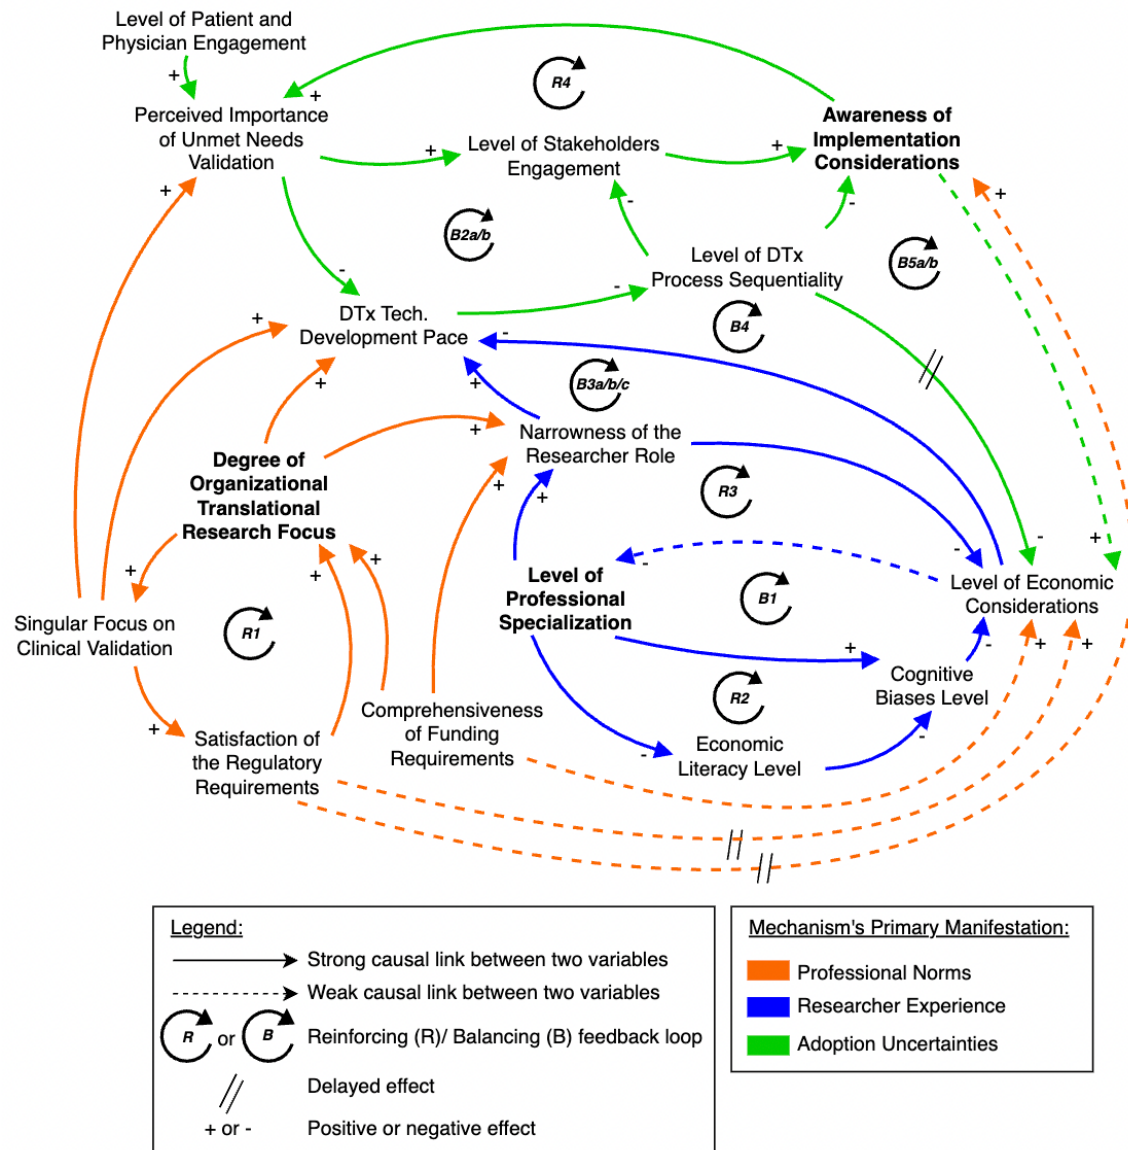 Level of Patient and
Physician Engagement
+
+
R4
Perceived Importance
of Unmet Needs
Validation
+
Level of Stakeholders
Engagement
+
Awareness of
Implementation
Considerations
+
-
-
+
B2a/b
Level of DTx
Process Sequentiality
B5a/b
-
-
+
DTx Tech.
Development Pace
-
B4
+
+
B3a/b/c
+
Narrowness of the
Researcher Role
+
+
R3
Degree of
Organizational
Translational
Research Focus
-
-
+
+
+
+
-
Level of
Professional
Specialization
B1
Level of Economic
Considerations
Singular Focus on
Clinical Validation
R1
+
+
+
-
Cognitive
Biases Level
R2
+
Satisfaction of
the Regulatory
Requirements
Comprehensiveness
of Funding
Requirements
-
Economic
Literacy Level
-
Legend:
Strong causal link between two variables
Weak causal link between two variables
R or B Reinforcing (R)/ Balancing (B) feedback loop
// Delayed effect
+ or - Positive or negative effect
Mechanism's Primary Manifestation:
Professional Norms
Researcher Experience
Adoption Uncertainties